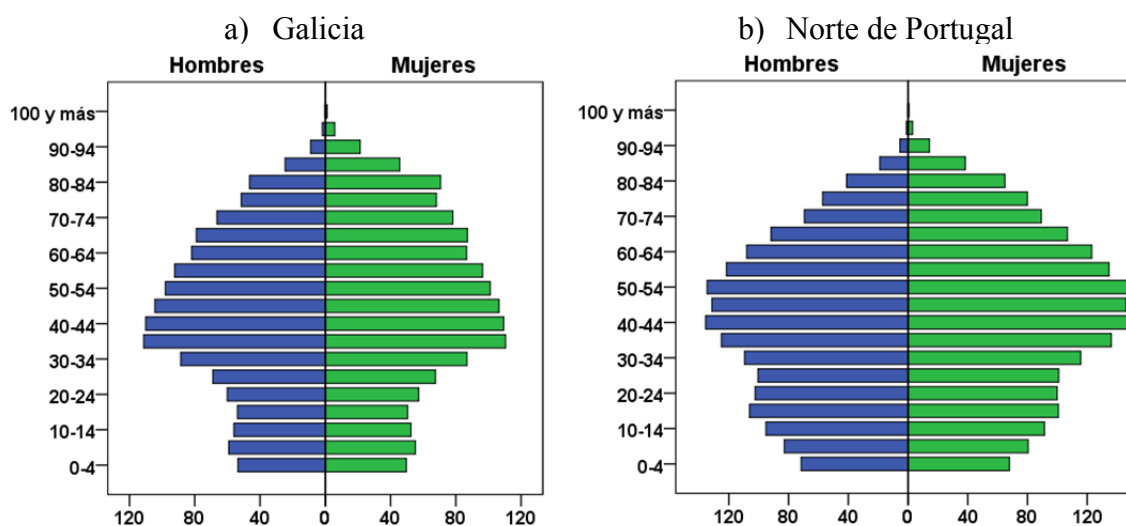 a) Galicia
Hombres Mujeres
100 y más
90-94
80-84
70-74
60-64
50-54
40-44
30-34
20-24
10-14
0-4
120 80 40 0 40 80 120
b) Norte de Portugal
Hombres Mujeres
100 y más
90-94
80-84
70-74
60-64
50-54
40-44
30-34
20-24
10-14
0-4
120 80 40 0 40 80 120